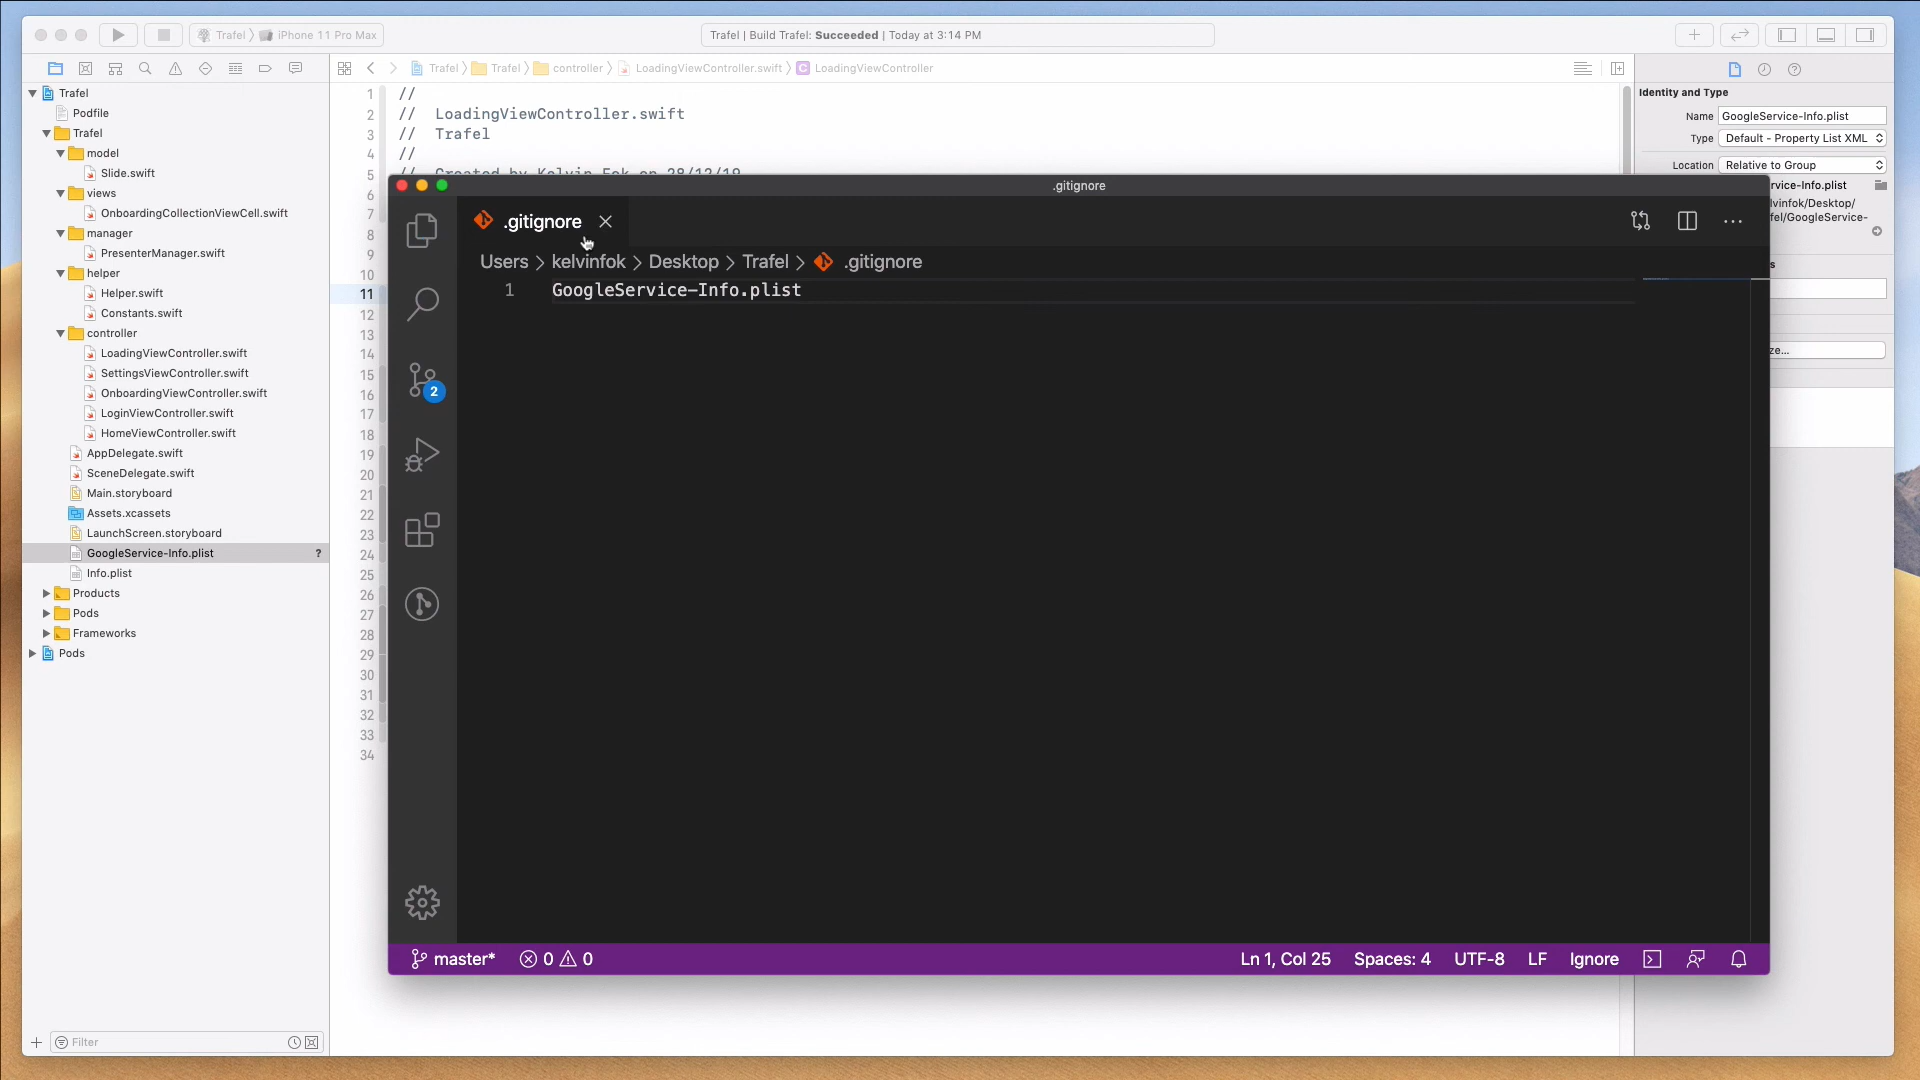 Trafel
iPhone 11 Pro Max
Trafel | Build Trafel: Succeeded | Today at 3:14 PM
Trafel
Trafel
controller
LoadingViewController.swift
LoadingViewController
Trafel
Podfile
Trafel
model
Slide.swift
views
OnboardingCollectionViewCell.swift
manager
PresenterManager.swift
helper
Helper.swift
Constants.swift
controller
LoadingViewController.swift
SettingsViewController.swift
OnboardingViewController.swift
LoginViewController.swift
HomeViewController.swift
AppDelegate.swift
SceneDelegate.swift
Main.storyboard
Assets.xcassets
LaunchScreen.storyboard
GoogleService-Info.plist ?
Info.plist
Products
Pods
Frameworks
Pods
Filter
1 //
2 // LoadingViewController.swift
3 // Trafel
4 //
5 // Created by Kelvin Fok on 28/12/19
6
7
8
9
10
11
12
13
14
15
16
17
18
19
20
21
22
23
24
25
26
27
28
29
30
31
32
33
34
.gitignore
.gitignore
Users > kelvinfok > Desktop > Trafel > .gitignore
1 GoogleService-Info.plist
2
master* 0 0
Ln 1, Col 25 Spaces: 4 UTF-8 LF Ignore
Identity and Type
Name GoogleService-Info.plist
Type Default - Property List XML
Location Relative to Group
rvice-Info.plist
lvinfok/Desktop/
fel/GoogleService-
s
ze...